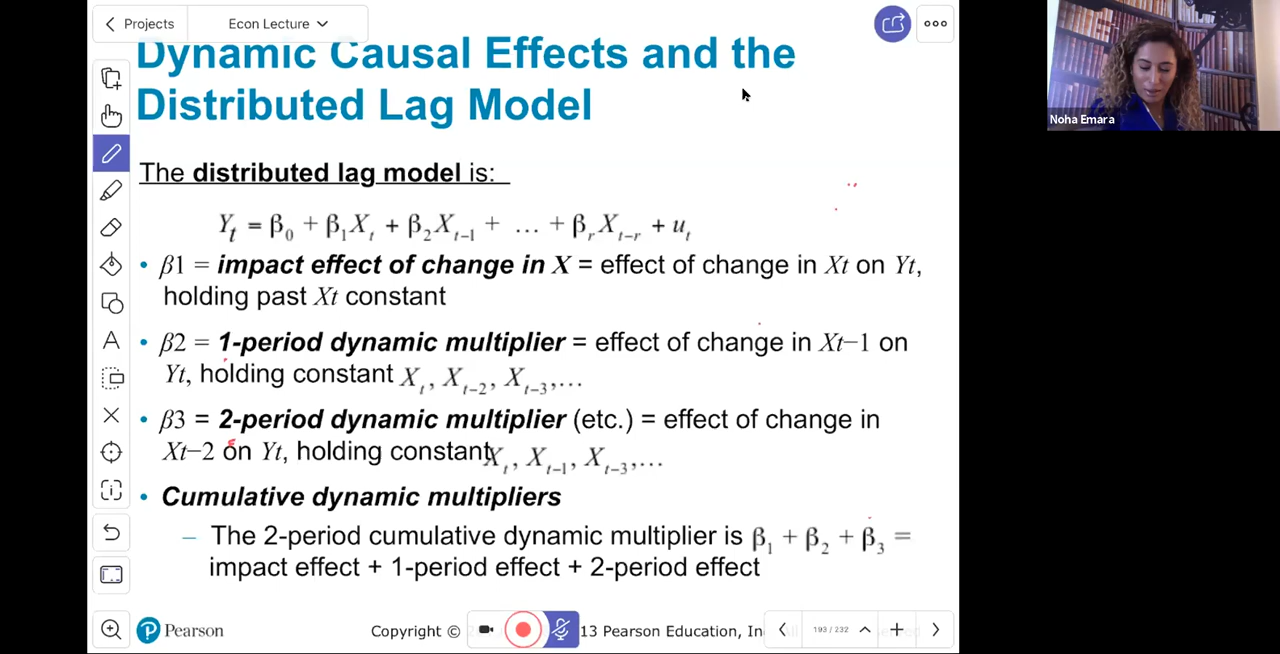 Projects
Econ Lecture
Dynamic Causal Effects and the
Distributed Lag Model
Noha Emara
The distributed lag model is:
Yt = β0 + β1Xt + β2Xt–1 + … + βrXt–r + ut
• β1 = impact effect of change in X = effect of change in Xt on Yt,
holding past Xt constant
• β2 = 1-period dynamic multiplier = effect of change in Xt−1 on
Yt, holding constant Xt, Xt–2, Xt–3,…
• β3 = 2-period dynamic multiplier (etc.) = effect of change in
Xt−2 on Yt, holding constant Xt, Xt–1, Xt–3,…
• Cumulative dynamic multipliers
– The 2-period cumulative dynamic multiplier is β1 + β2 + β3 =
impact effect + 1-period effect + 2-period effect
Pearson
Copyright © 13 Pearson Education, In
193 / 232